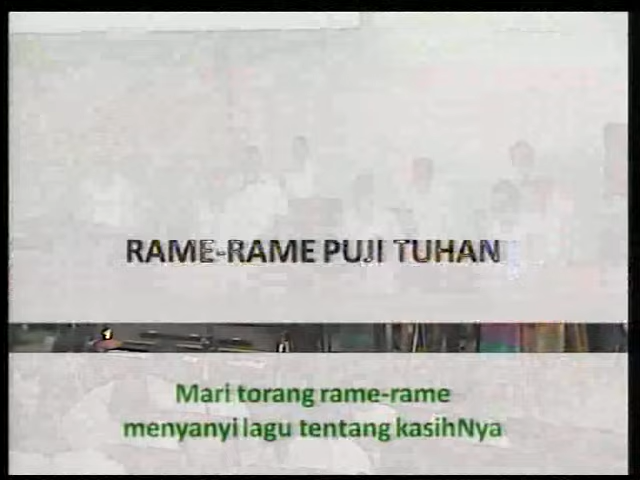 RAME-RAME PUJI TUHAN
Mari torang rame-rame
menyanyi lagu tentang kasihNya